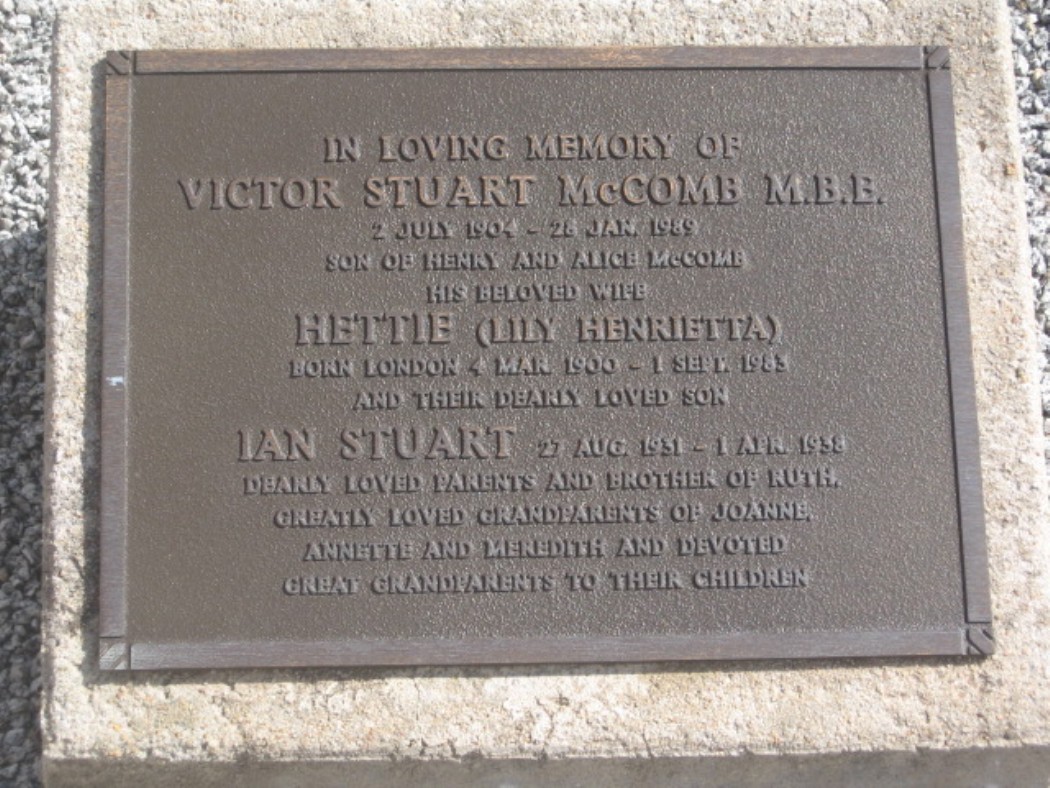 IN LOVING MEMORY OF
VICTOR STUART McCOMB M.B.E.
2 JULY 1904 - 28 JAN. 1989
SON OF HENRY AND ALICE McCOMB
HIS BELOVED WIFE
HETTIE (LILY HENRIETTA)
BORN LONDON 4 MAR. 1900 - 1 SEPT. 1983
AND THEIR DEARLY LOVED SON
IAN STUART 27 AUG. 1931 - 1 APR. 1938
DEARLY LOVED PARENTS AND BROTHER OF RUTH,
GREATLY LOVED GRANDPARENTS OF JOANNE,
ANNETTE AND MEREDITH AND DEVOTED
GREAT GRANDPARENTS TO THEIR CHILDREN